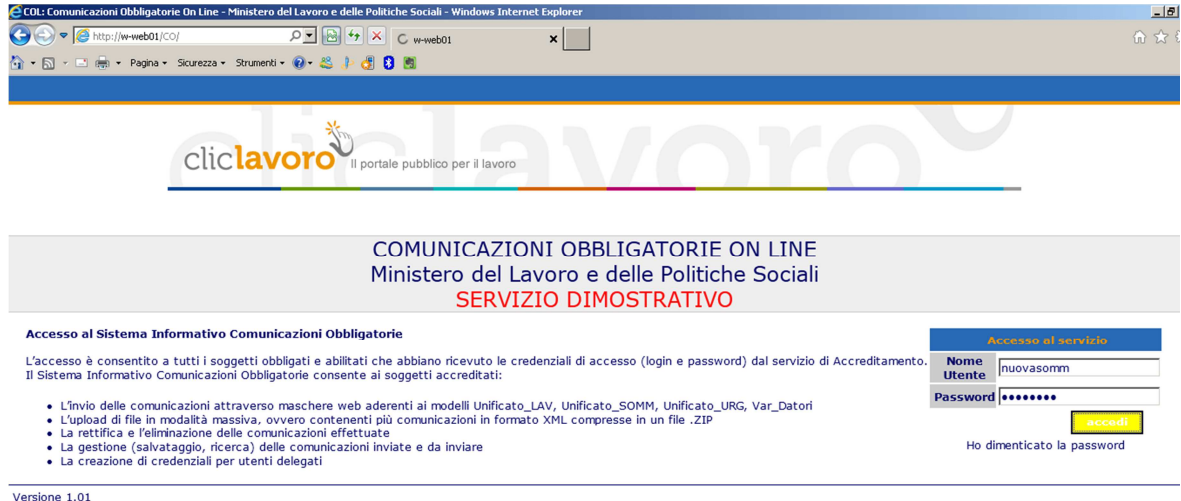 COL: Comunicazioni Obbligatorie On Line - Ministero del Lavoro e delle Politiche Sociali - Windows Internet Explorer
http://w-web01/CO/
w-web01
Pagina Sicurezza Strumenti
cliclavoro
Il portale pubblico per il lavoro
COMUNICAZIONI OBBLIGATORIE ON LINE
Ministero del Lavoro e delle Politiche Sociali
SERVIZIO DIMOSTRATIVO
Accesso al Sistema Informativo Comunicazioni Obbligatorie
L'accesso è consentito a tutti i soggetti obbligati e abilitati che abbiano ricevuto le credenziali di accesso (login e password) dal servizio di Accreditamento.
Il Sistema Informativo Comunicazioni Obbligatorie consente ai soggetti accreditati:
• L'invio delle comunicazioni attraverso maschere web aderenti ai modelli Unificato_LAV, Unificato_SOMM, Unificato_URG, Var_Datori
• L'upload di file in modalità massiva, ovvero contenenti più comunicazioni in formato XML compresse in un file .ZIP
• La rettifica e l'eliminazione delle comunicazioni effettuate
• La gestione (salvataggio, ricerca) delle comunicazioni inviate e da inviare
• La creazione di credenziali per utenti delegati
Accesso al servizio
Nome Utente nuovasomm
Password ••••••••
accedi
Ho dimenticato la password
Versione 1.01